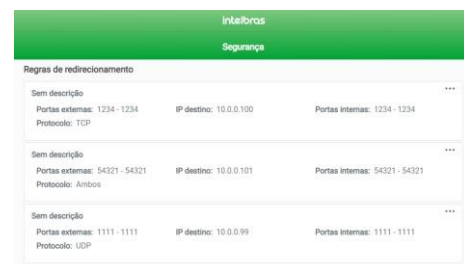 intelbras
Segurança
Regras de redirecionamento
Sem descrição
Portas externas: 1234 - 1234 IP destino: 10.0.0.100 Portas internas: 1234 - 1234
Protocolo: TCP
Sem descrição
Portas externas: 54321 - 54321 IP destino: 10.0.0.101 Portas internas: 54321 - 54321
Protocolo: Ambos
Sem descrição
Portas externas: 1111 - 1111 IP destino: 10.0.0.99 Portas internas: 1111 - 1111
Protocolo: UDP